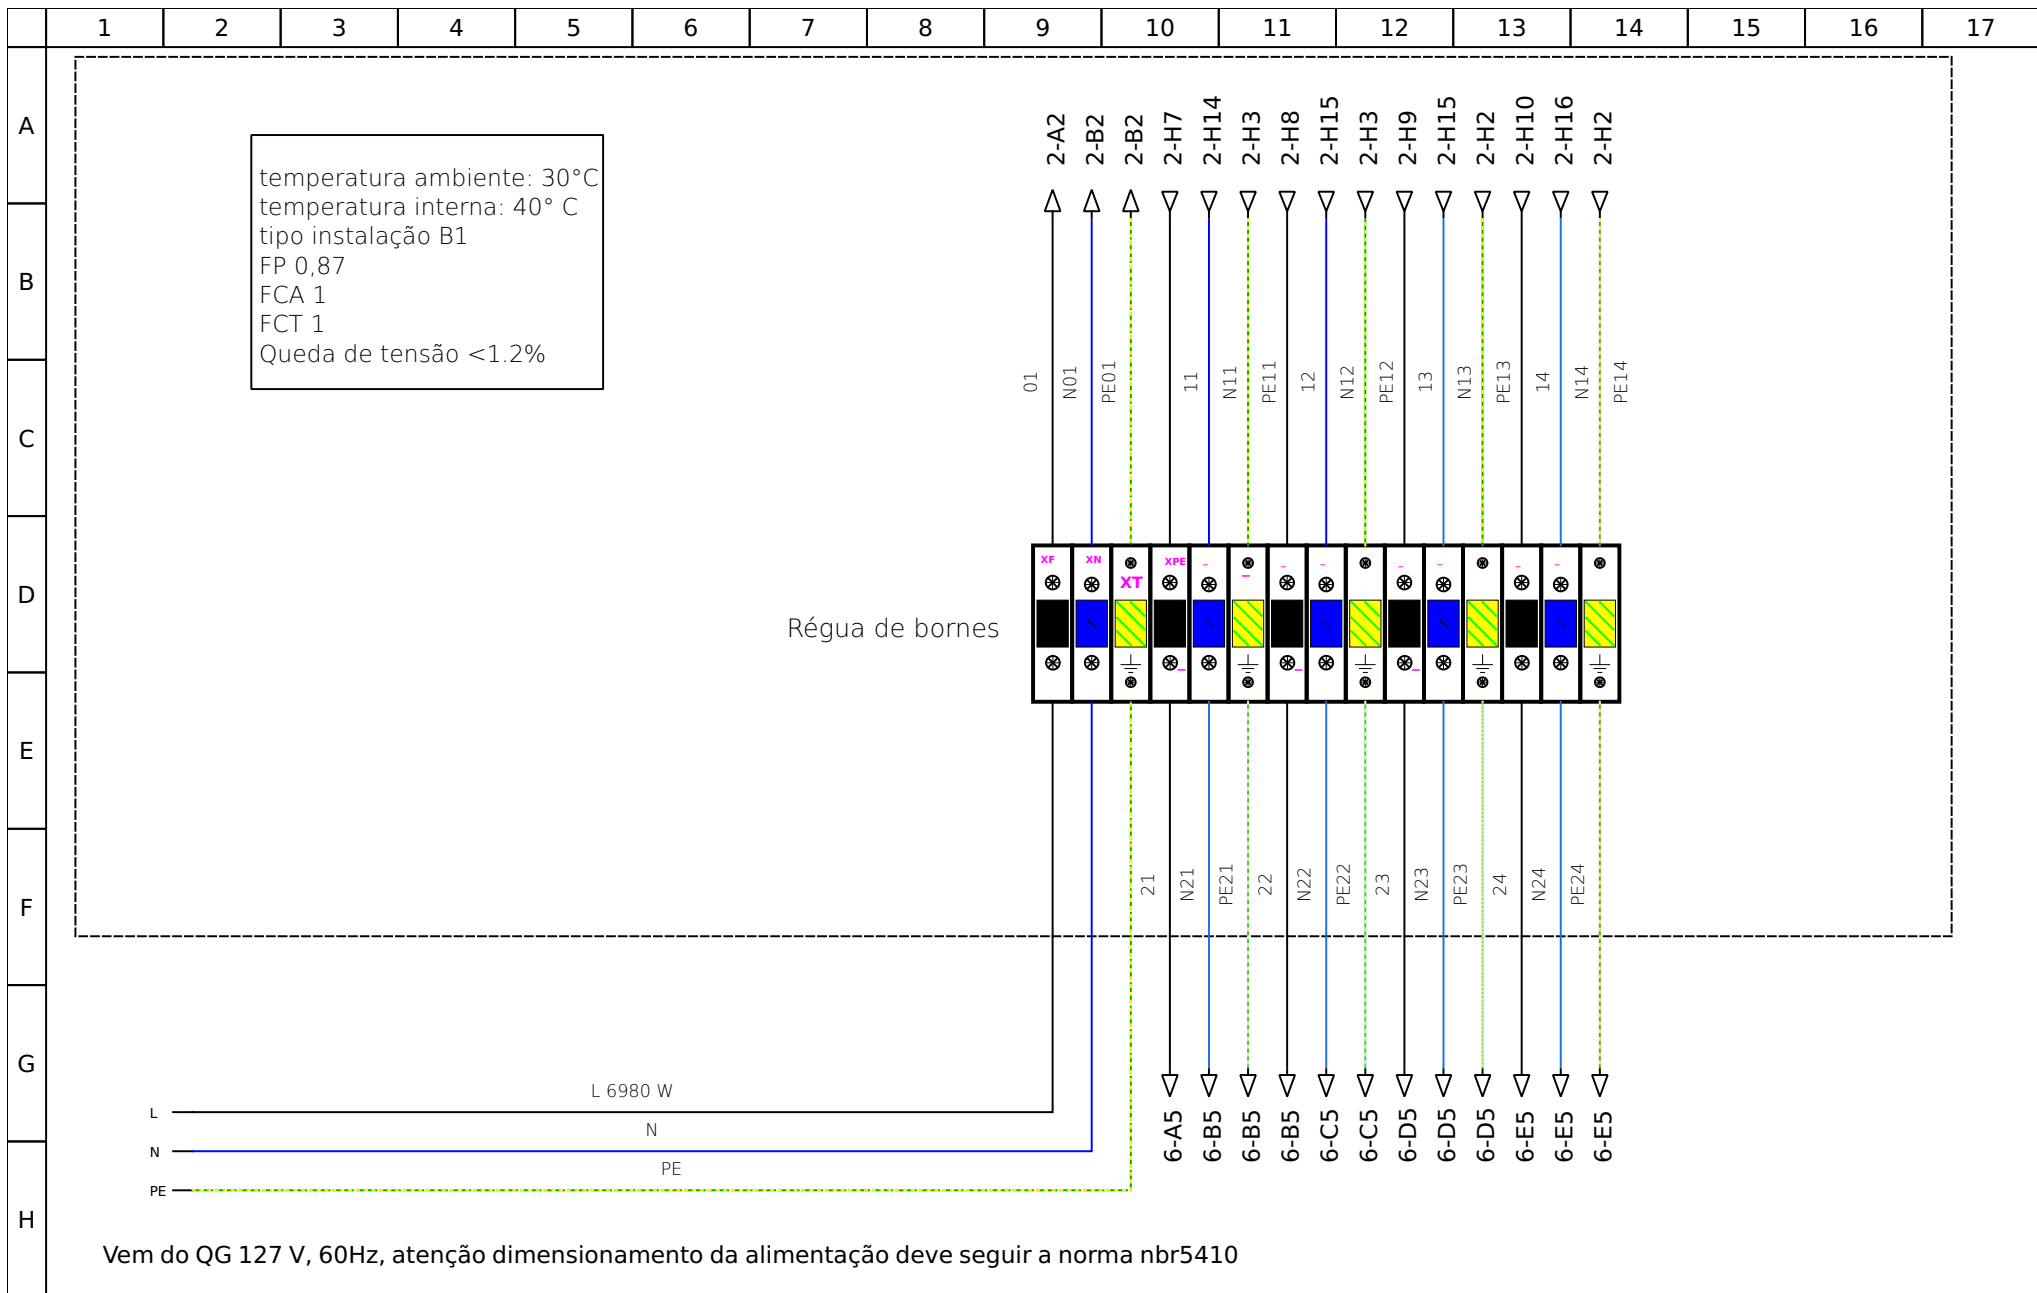 1 2 3 4 5 6 7 8 9 10 11 12 13 14 15 16 17
A
B
C
D
E
F
G
H
2-A2 2-B2 2-B2 2-H7 2-H14 2-H3 2-H8 2-H15 2-H3 2-H9 2-H15 2-H2 2-H10 2-H16 2-H2
temperatura ambiente: 30°C
temperatura interna: 40° C
tipo instalação B1
FP 0,87
FCA 1
FCT 1
Queda de tensão <1.2%
01 N01 PE01 11 N11 PE11 12 N12 PE12 13 N13 PE13 14 N14 PE14
XF XN XPE
XT
Régua de bornes
21 N21 PE21 22 N22 PE22 23 N23 PE23 24 N24 PE24
L 6980 W
L
N
N
PE
PE
6-A5 6-B5 6-B5 6-B5 6-C5 6-C5 6-D5 6-D5 6-D5 6-E5 6-E5 6-E5
Vem do QG 127 V, 60Hz, atenção dimensionamento da alimentação deve seguir a norma nbr5410